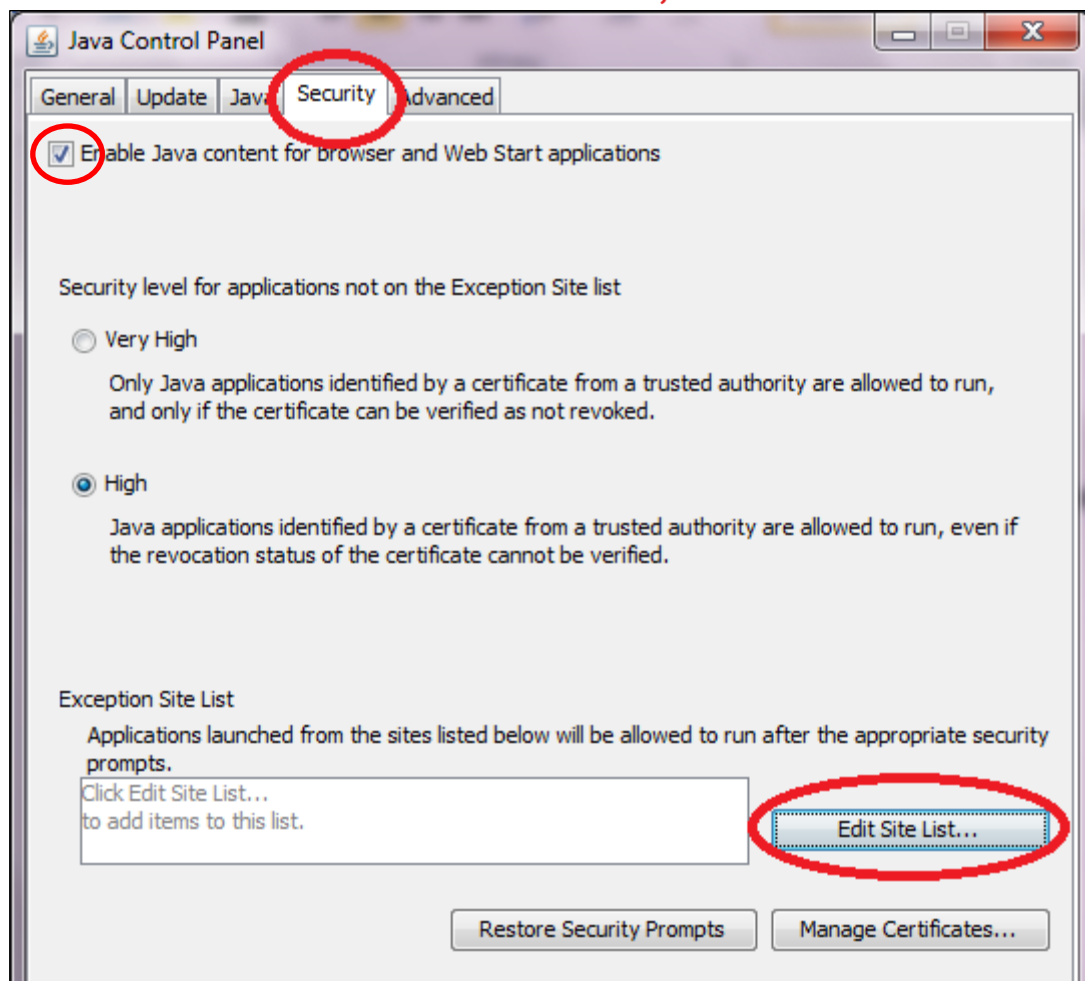 Java Control Panel
General Update Java Security Advanced
Enable Java content for browser and Web Start applications
Security level for applications not on the Exception Site list
Very High
Only Java applications identified by a certificate from a trusted authority are allowed to run,
and only if the certificate can be verified as not revoked.
High
Java applications identified by a certificate from a trusted authority are allowed to run, even if
the revocation status of the certificate cannot be verified.
Exception Site List
Applications launched from the sites listed below will be allowed to run after the appropriate security
prompts.
Click Edit Site List...
to add items to this list.
Edit Site List...
Restore Security Prompts Manage Certificates...